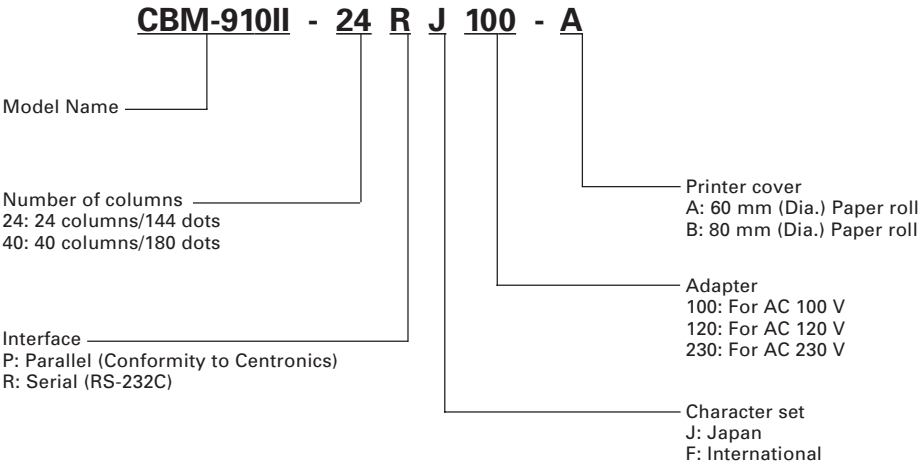 CBM-910II - 24 R J 100 - A
Model Name
Number of columns
24: 24 columns/144 dots
40: 40 columns/180 dots
Interface
P: Parallel (Conformity to Centronics)
R: Serial (RS-232C)
Printer cover
A: 60 mm (Dia.) Paper roll
B: 80 mm (Dia.) Paper roll
Adapter
100: For AC 100 V
120: For AC 120 V
230: For AC 230 V
Character set
J: Japan
F: International